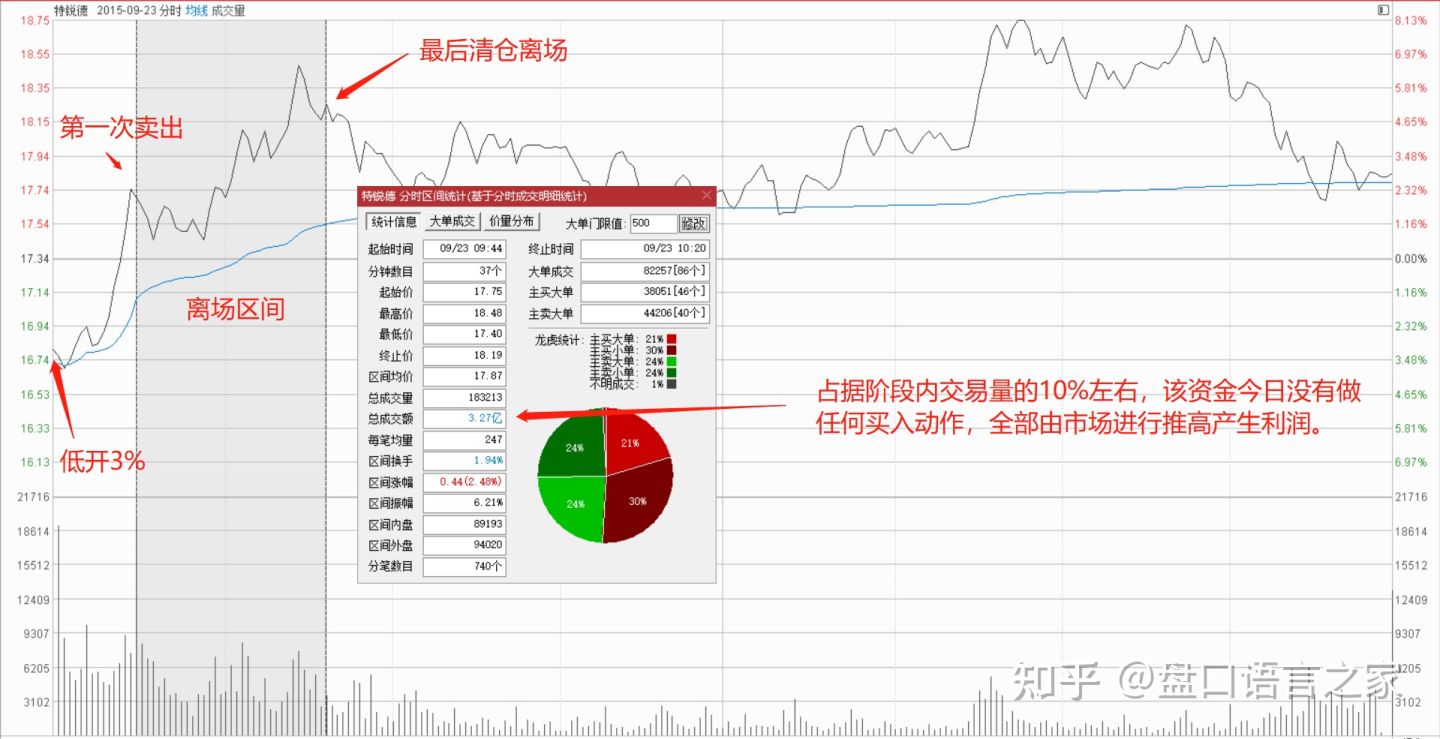 特锐德 2015-09-23 分时 均线 成交量
18.75
18.55
18.35
18.15
17.94
17.74
17.54
17.34
17.14
16.94
16.74
16.53
16.33
16.13
21716
18614
15512
12409
9307
6205
3102
第一次卖出
最后清仓离场
离场区间
低开3%
特锐德 分时区间统计(基于分时成交明细统计)
统计信息 大单成交 价量分布 大单门限值: 500 修改
起始时间 09/23 09:44 终止时间 09/23 10:20
分钟数目 37个 大单成交 82257[86个]
起始价 17.75 主买大单 38051[46个]
最高价 18.48 主卖大单 44206[40个]
最低价 17.40
终止价 18.19
区间均价 17.87
总成交量 183213
总成交额 3.27亿
每笔均量 247
区间换手 1.94%
区间涨幅 0.44(2.48%)
区间振幅 6.21%
区间内盘 89193
区间外盘 94020
分笔数目 740个
龙虎统计: 主买大单: 21%
主买小单: 30%
主卖大单: 24%
主卖小单: 24%
不明成交: 1%
24%
21%
24%
30%
占据阶段内交易量的10%左右，该资金今日没有做
任何买入动作，全部由市场进行推高产生利润。
8.13%
6.97%
5.81%
4.65%
3.48%
2.32%
1.16%
0.00%
1.16%
2.32%
3.48%
4.65%
5.81%
6.97%
21716
18614
15512
12409
9307
6205
3102
知乎 @盘口语言之家